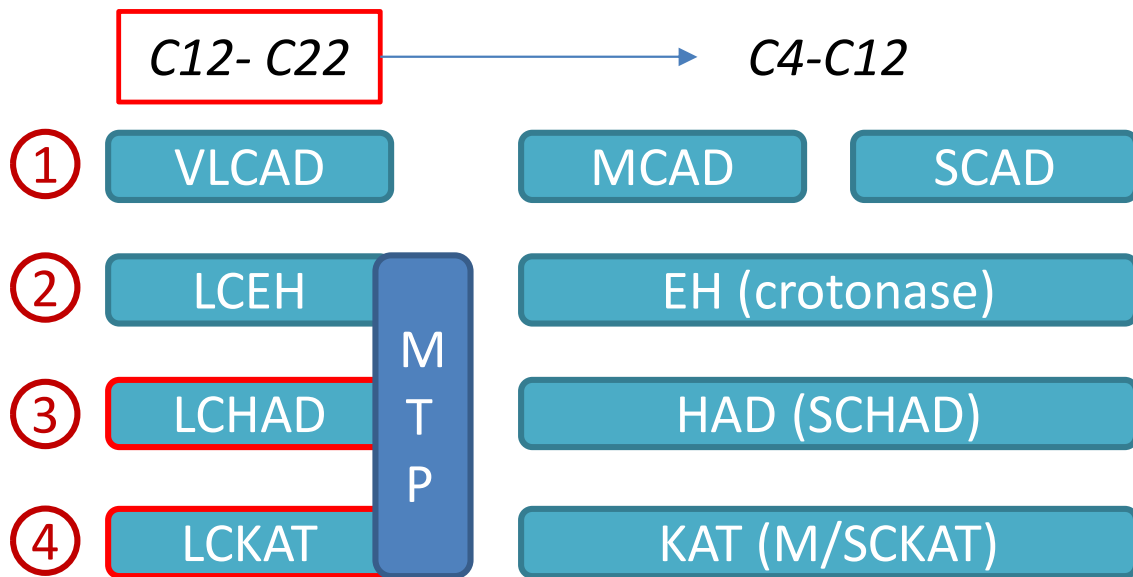 C12- C22
C4-C12
1
VLCAD
MCAD
SCAD
2
LCEH
EH (crotonase)
3
LCHAD
HAD (SCHAD)
4
LCKAT
KAT (M/SCKAT)
M
T
P